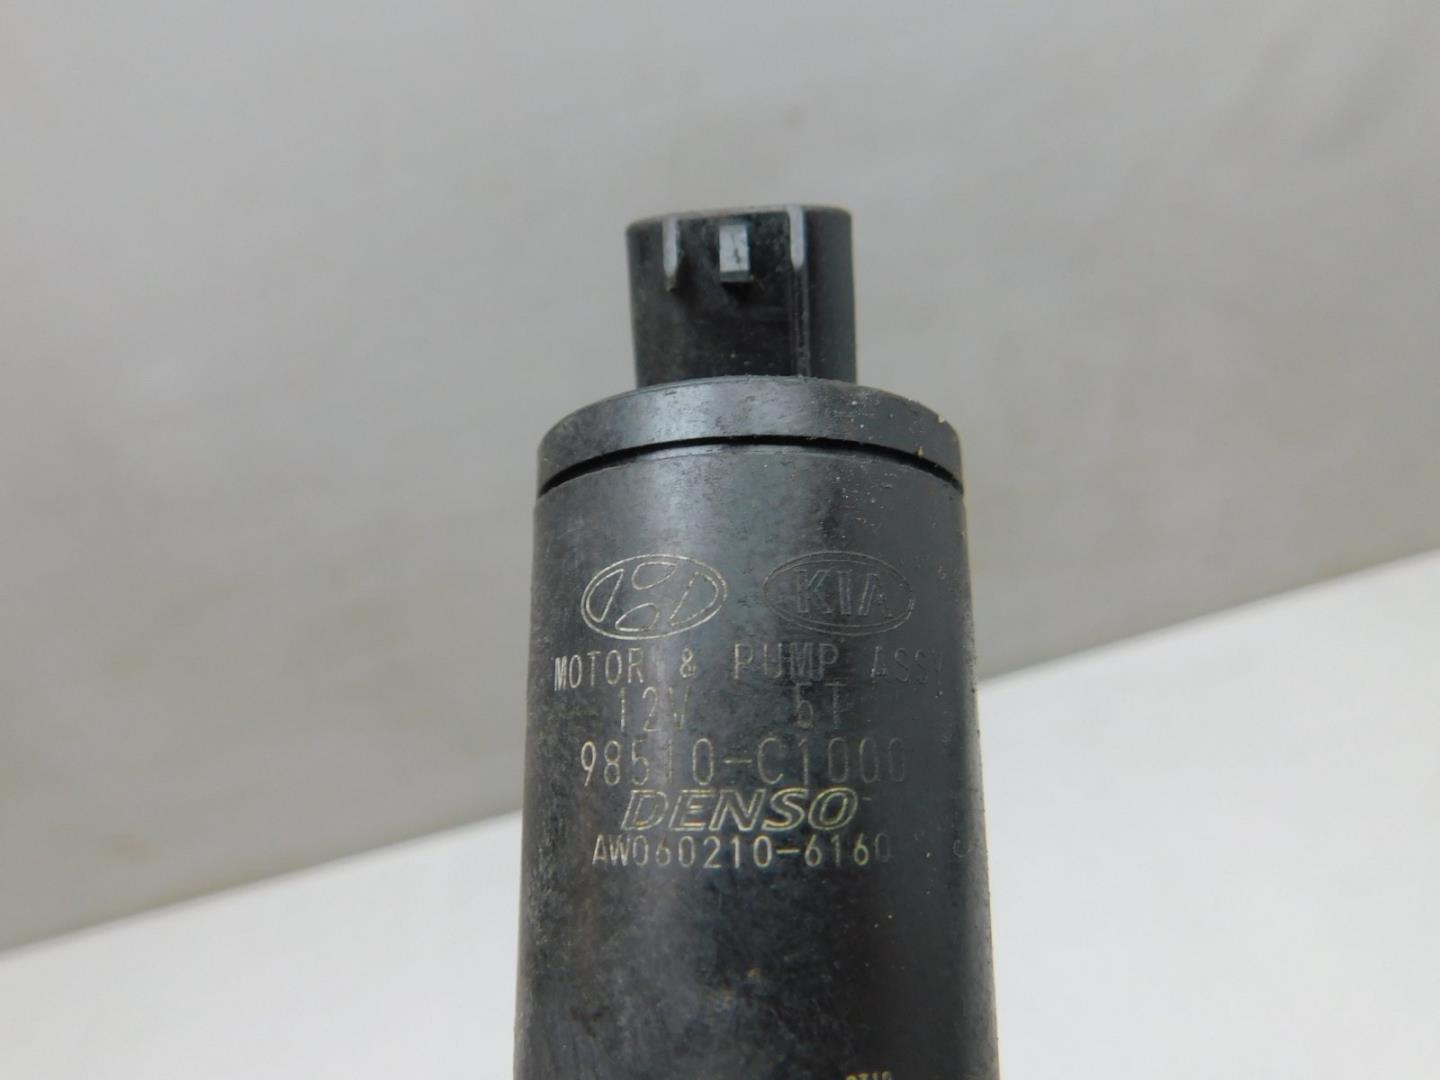 KIA
MOTOR & PUMP ASSY
12V 5T
98510-C1000
DENSO
AW060210-6160